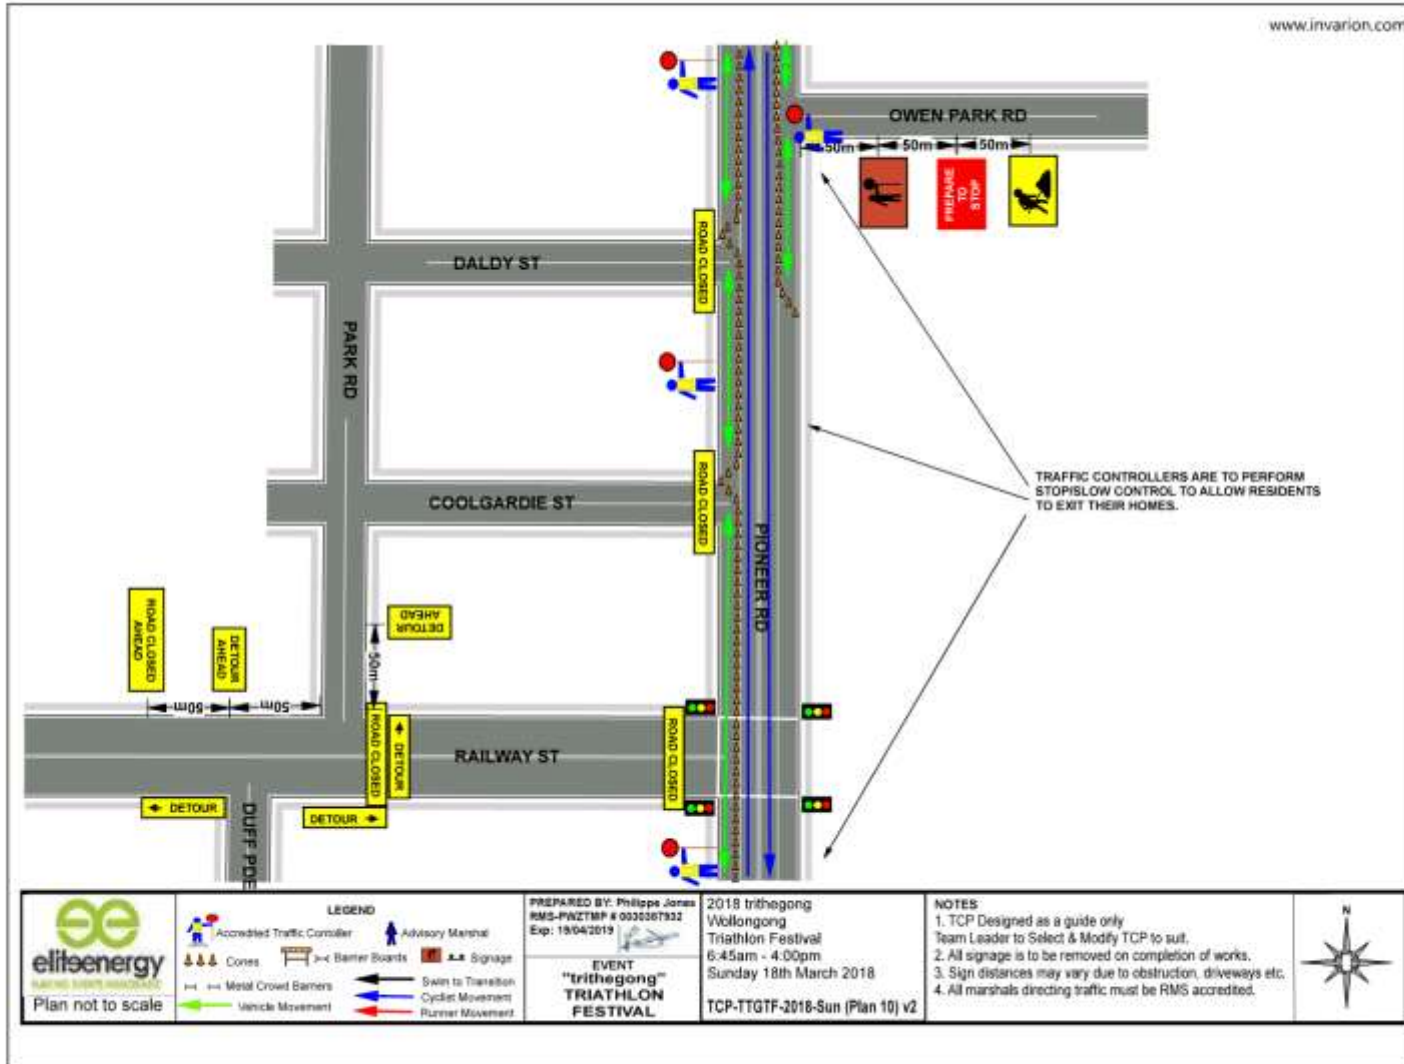 www.invarion.com
OWEN PARK RD
50m
50m
50m
PREPARE
TO
STOP
ROAD CLOSED
DALDY ST
PARK RD
TRAFFIC CONTROLLERS ARE TO PERFORM
STOP/SLOW CONTROL TO ALLOW RESIDENTS
TO EXIT THEIR HOMES.
ROAD CLOSED
COOLGARDIE ST
PIONEER RD
ROAD CLOSED
AHEAD
DETOUR
AHEAD
DETOUR
AHEAD
50m
50m
50m
ROAD CLOSED
DETOUR
RAILWAY ST
ROAD CLOSED
DETOUR
DUFF PDE
DETOUR
eliteenergy
Plan not to scale
LEGEND
Accredited Traffic Controller
Advisory Marshal
Cones
Barrier Boards
Signage
Metal Crowd Barriers
Swim to Transition
Cyclist Movement
Vehicle Movement
Runner Movement
PREPARED BY: Philippe Jones
RMS-PWZTMP # 0030367932
Exp: 19/04/2019
EVENT
"trithegong"
TRIATHLON
FESTIVAL
2018 trithegong
Wollongong
Triathlon Festival
6:45am - 4:00pm
Sunday 18th March 2018
TCP-TTGTF-2018-Sun (Plan 10) v2
NOTES
1. TCP Designed as a guide only
Team Leader to Select & Modify TCP to suit.
2. All signage is to be removed on completion of works.
3. Sign distances may vary due to obstruction, driveways etc.
4. All marshals directing traffic must be RMS accredited.
N